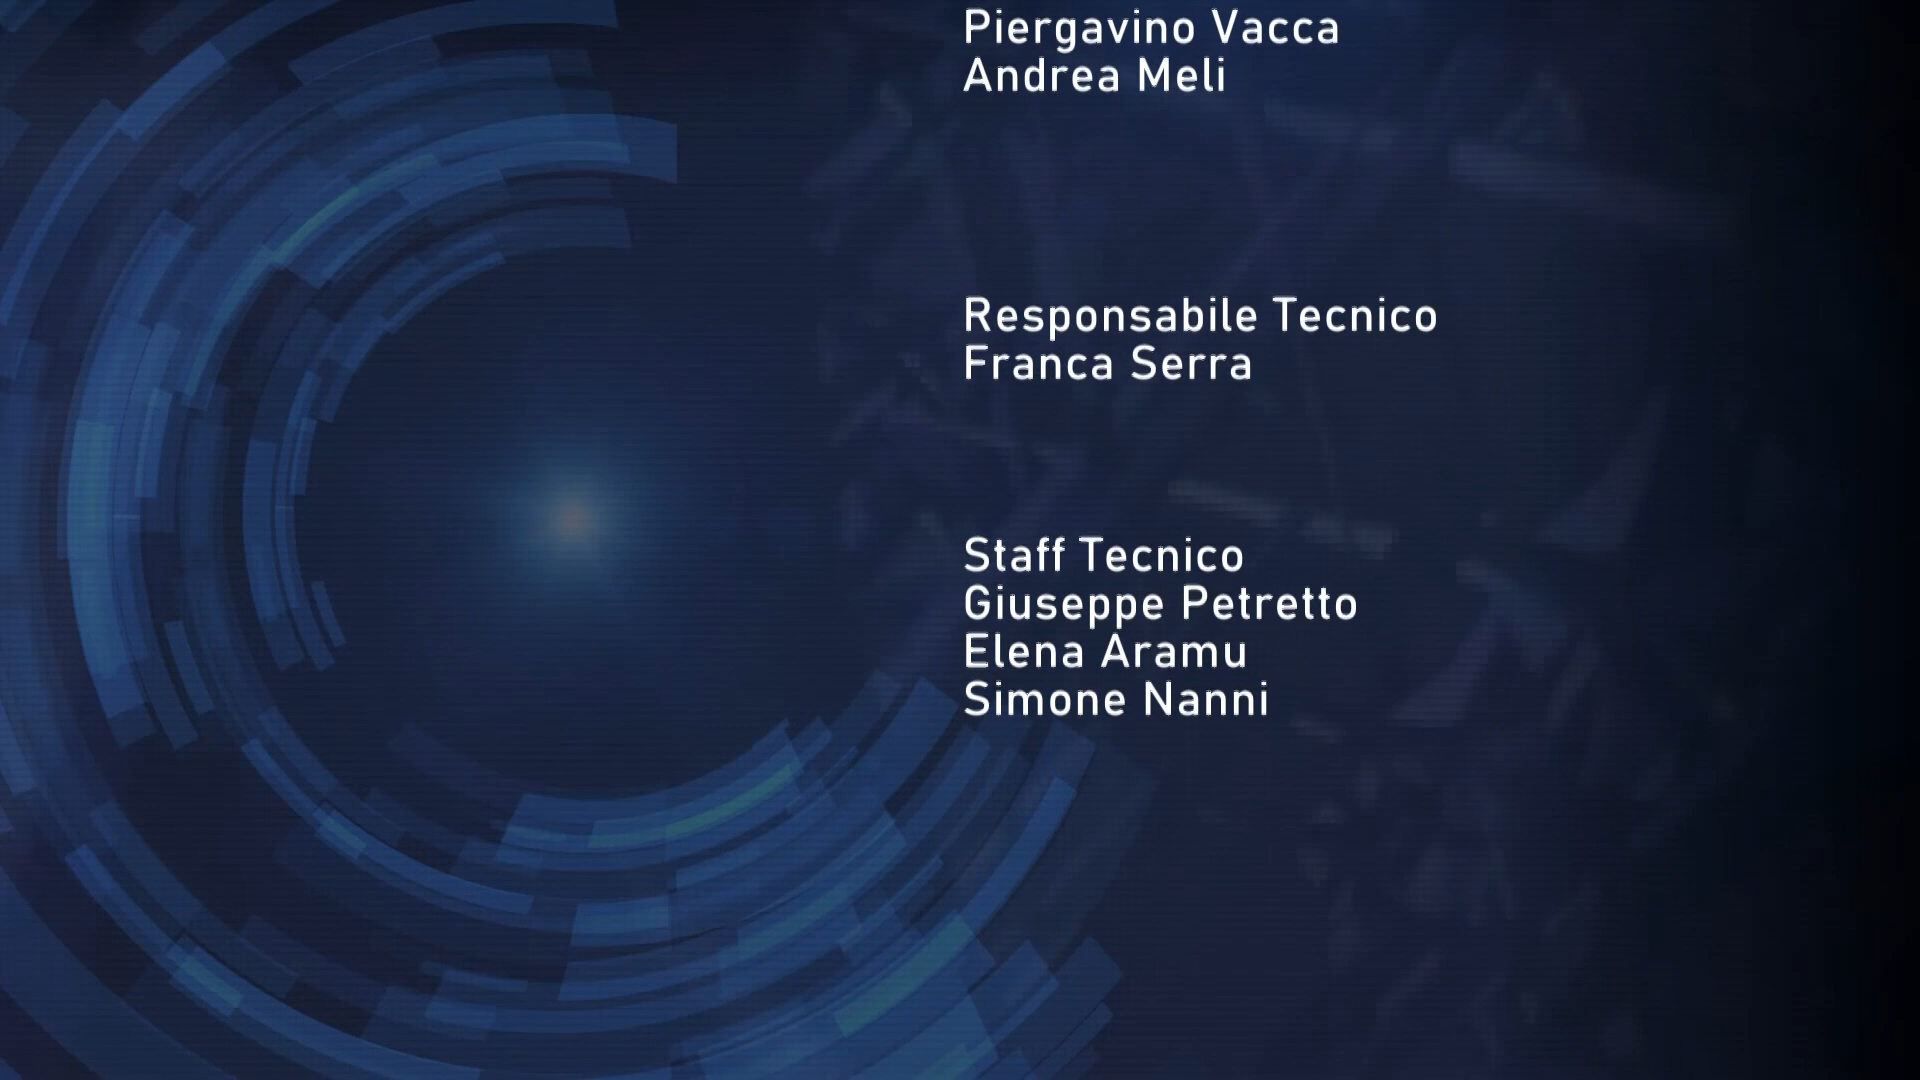 Piergavino Vacca
Andrea Meli
Responsabile Tecnico
Franca Serra
Staff Tecnico
Giuseppe Petretto
Elena Aramu
Simone Nanni